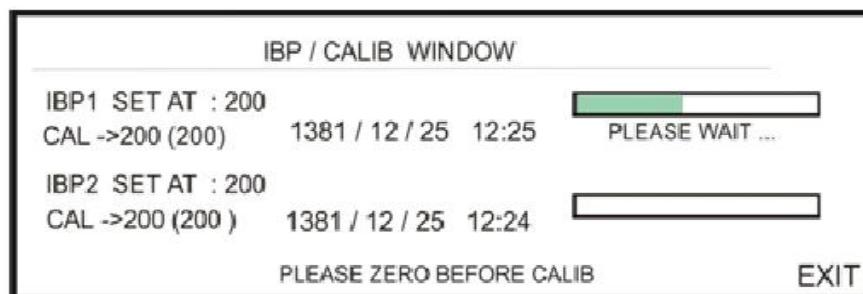 IBP / CALIB WINDOW
IBP1 SET AT : 200
CAL ->200 (200) 1381 / 12 / 25 12:25 PLEASE WAIT ...
IBP2 SET AT : 200
CAL ->200 (200 ) 1381 / 12 / 25 12:24
PLEASE ZERO BEFORE CALIB EXIT